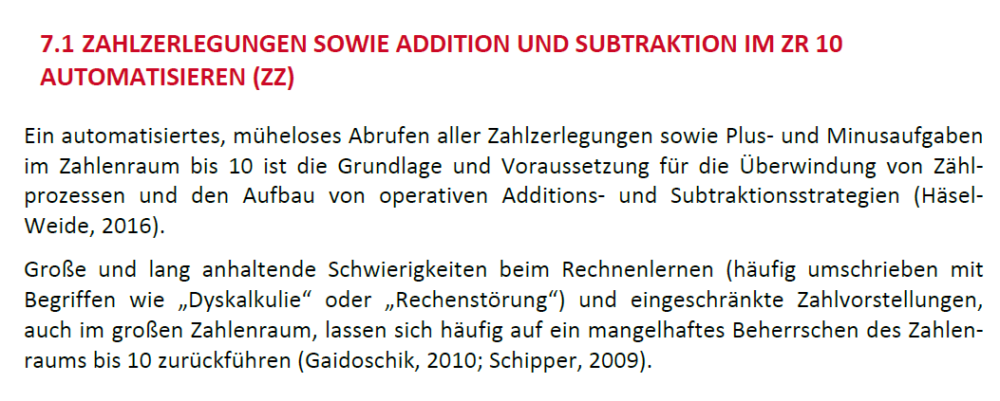 7.1 ZAHLZERLEGUNGEN SOWIE ADDITION UND SUBTRAKTION IM ZR 10
AUTOMATISIEREN (ZZ)
Ein automatisiertes, müheloses Abrufen aller Zahlzerlegungen sowie Plus- und Minusaufgaben
im Zahlenraum bis 10 ist die Grundlage und Voraussetzung für die Überwindung von Zähl-
prozessen und den Aufbau von operativen Additions- und Subtraktionsstrategien (Häsel-
Weide, 2016).
Große und lang anhaltende Schwierigkeiten beim Rechnenlernen (häufig umschrieben mit
Begriffen wie „Dyskalkulie“ oder „Rechenstörung“) und eingeschränkte Zahlvorstellungen,
auch im großen Zahlenraum, lassen sich häufig auf ein mangelhaftes Beherrschen des Zahlen-
raums bis 10 zurückführen (Gaidoschik, 2010; Schipper, 2009).